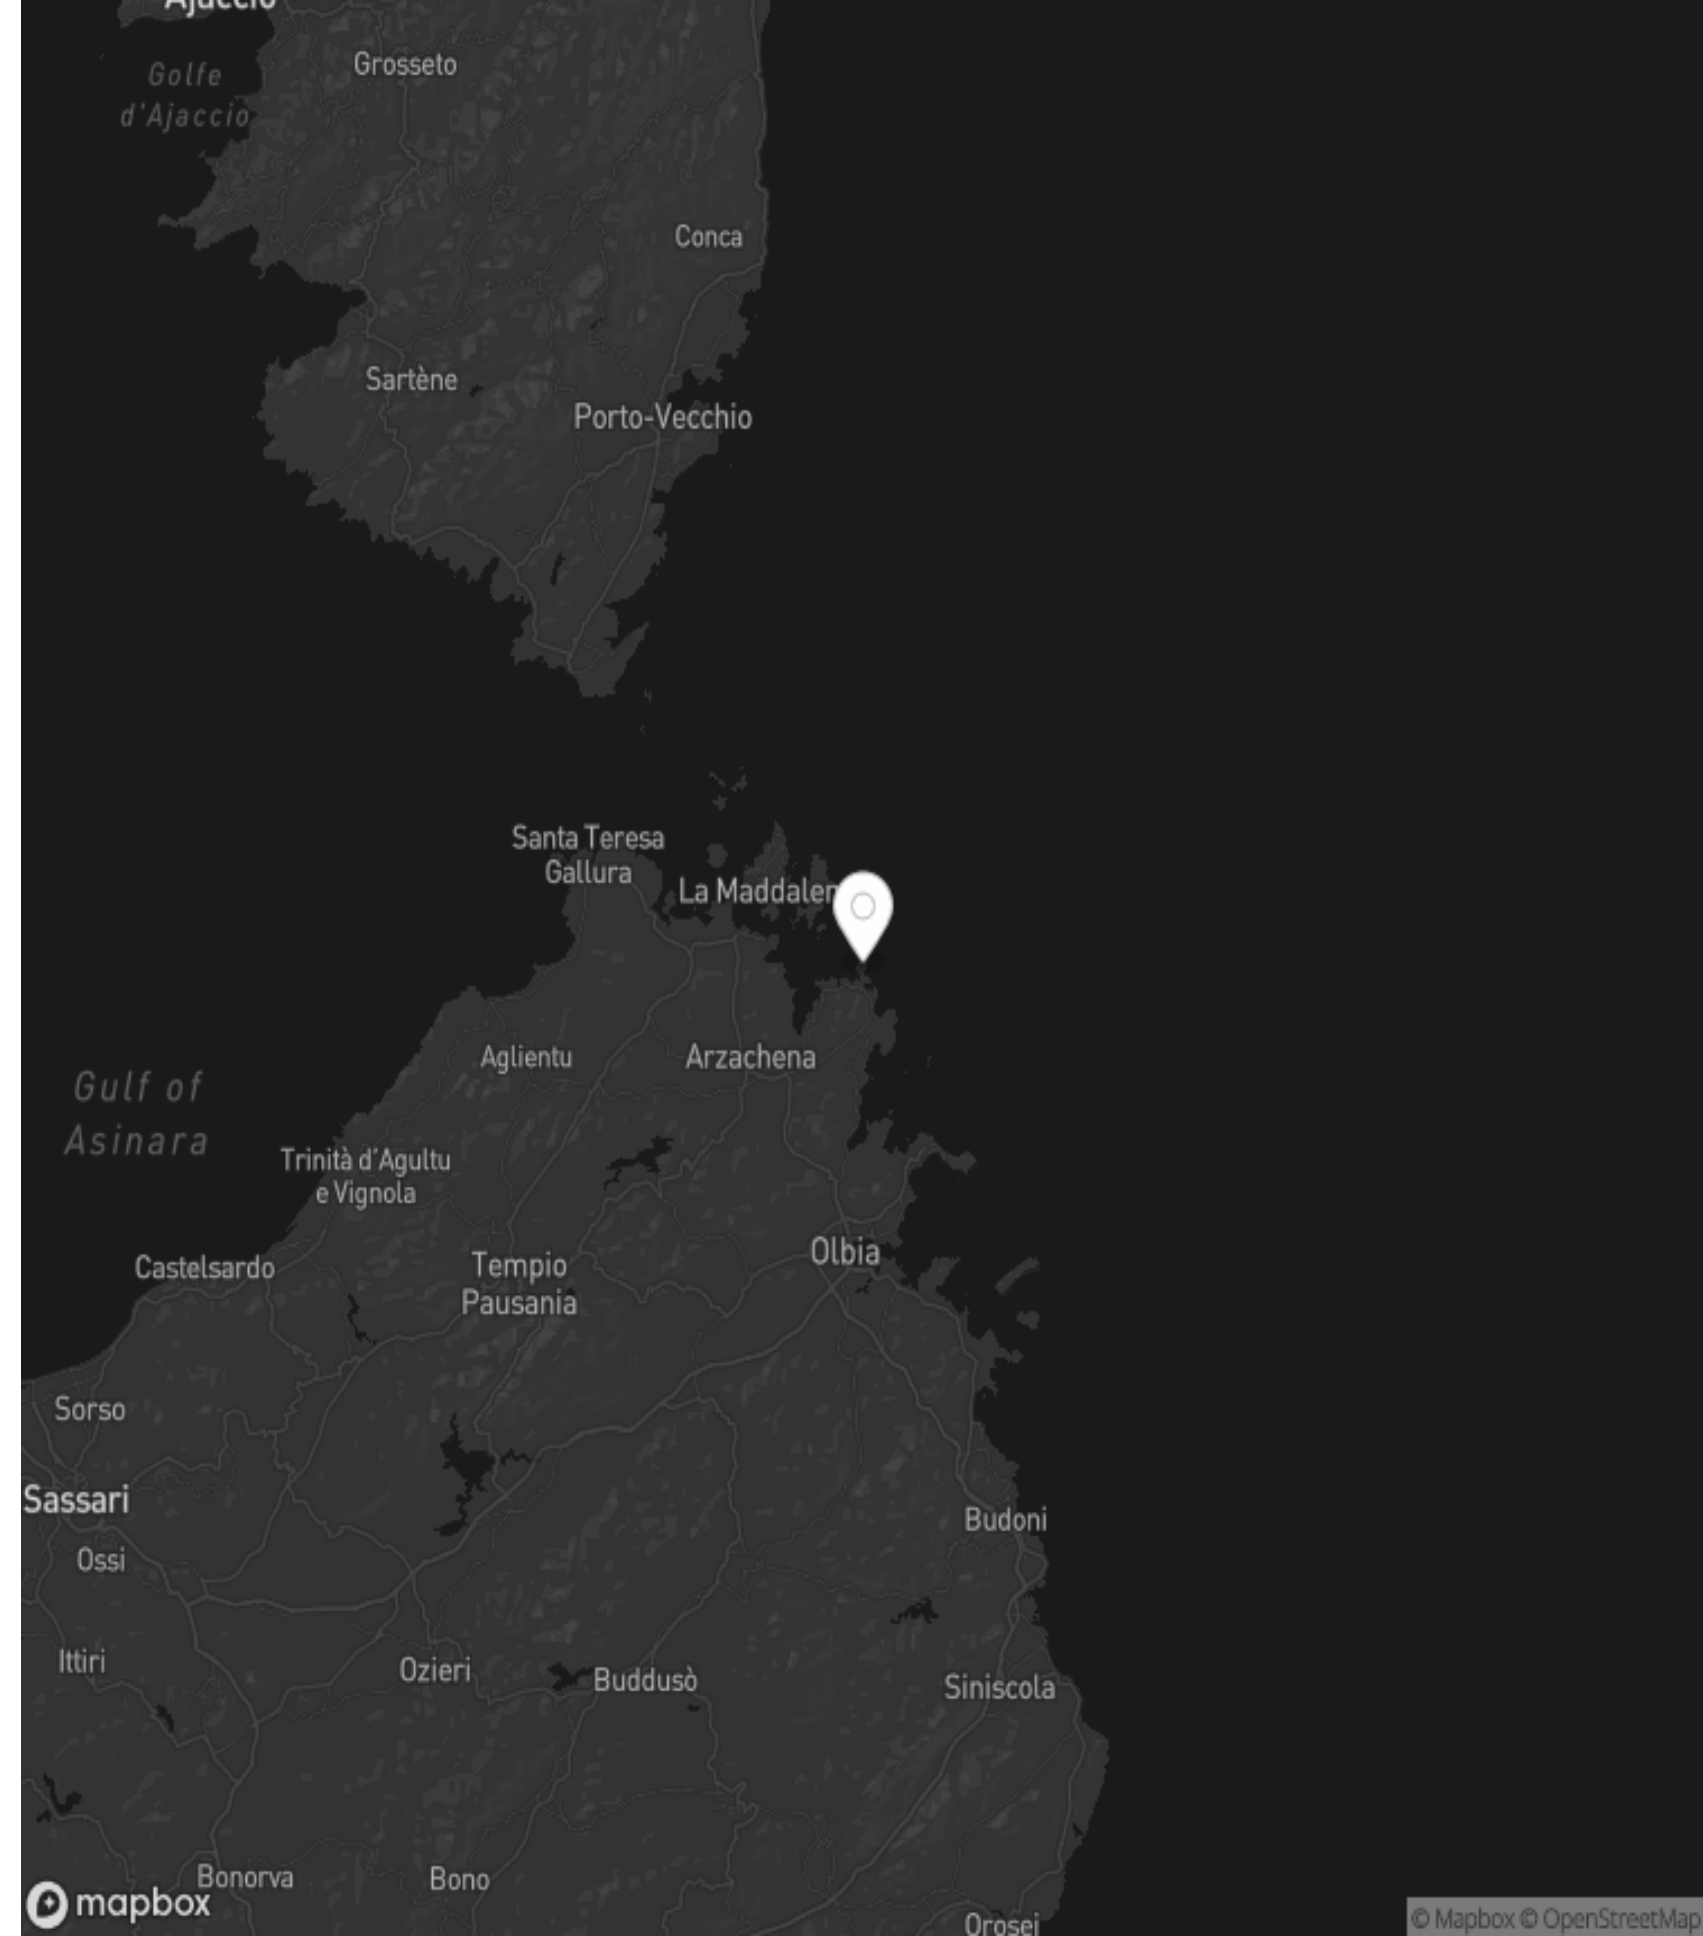 Ajaccio
Grosseto
Golfe
d'Ajaccio
Conca
Sartène
Porto-Vecchio
Santa Teresa
Gallura
La Maddalen
Aglientu
Arzachena
Gulf of
Asinara
Trinità d'Agultu
e Vignola
Castelsardo
Tempio
Pausania
Olbia
Sorso
Sassari
Ossi
Budoni
Ittiri
Ozieri
Buddusò
Siniscola
Bonorva
Bono
mapbox
Orosei
© Mapbox © OpenStreetMap